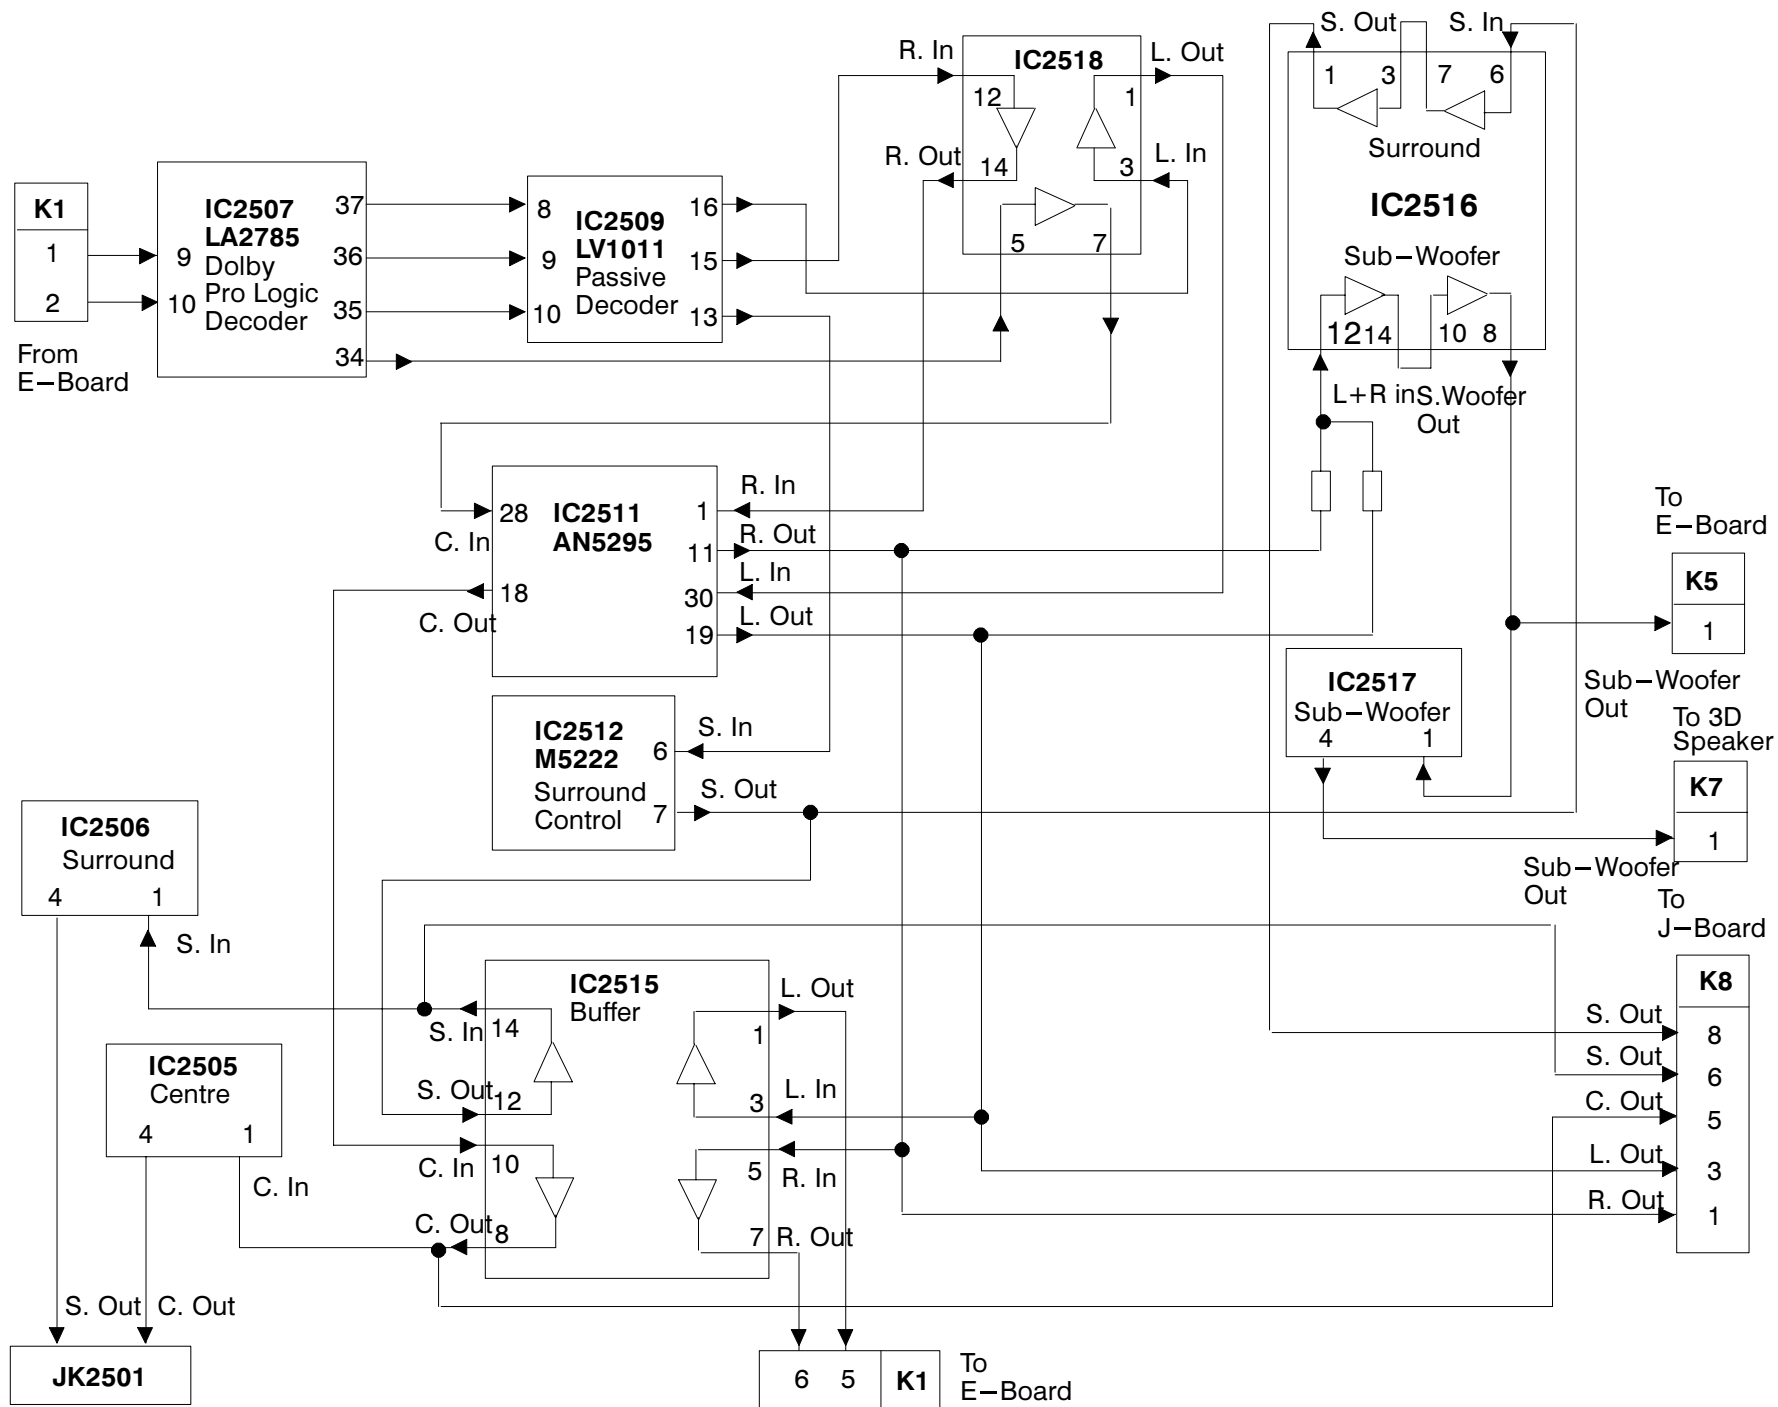 S. Out
S. In
R. In
IC2518
L. Out
12
1
1
3
7
6
R. Out
14
3
L. In
5
7
Surround
IC2516
Sub-Woofer
12
14
10
8
L+R in
S.Woofer
Out
K1
1
2
From
E-Board
9
10
IC2507
LA2785
Dolby
Pro Logic
Decoder
37
36
35
34
8
9
10
IC2509
LV1011
Passive
Decoder
16
15
13
28
C. In
18
C. Out
IC2511
AN5295
1
R. In
11
R. Out
30
L. In
19
L. Out
To
E-Board
K5
1
Sub-Woofer
Out
IC2517
Sub-Woofer
4
1
To 3D
Speaker
K7
1
Sub-Woofer
Out
IC2512
M5222
Surround
Control
6
S. In
7
S. Out
IC2506
Surround
4
1
S. In
IC2515
Buffer
S. In
14
S. Out
12
C. In
10
C. Out
8
L. Out
1
L. In
3
R. In
5
R. Out
7
IC2505
Centre
4
1
C. In
To
J-Board
K8
S. Out
8
S. Out
6
C. Out
5
L. Out
3
R. Out
1
S. Out
C. Out
JK2501
6
5
K1
To
E-Board